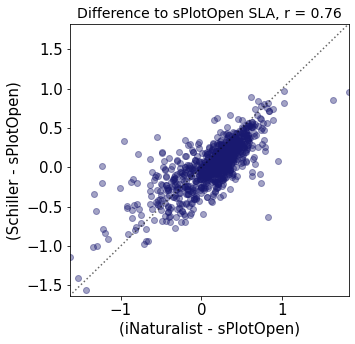 Difference to sPlotOpen SLA, r = 0.76
(Schiller - sPlotOpen)
1.5
1.0
0.5
0.0
−0.5
−1.0
−1.5
−1 0 1
(iNaturalist - sPlotOpen)